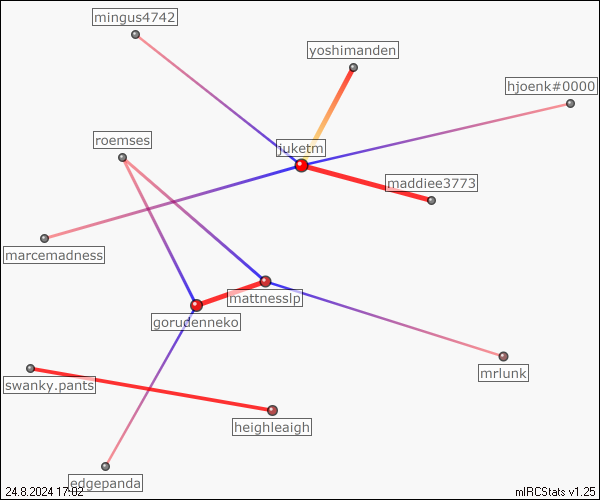 mingus4742
yoshimanden
hjoenk#0000
roemses
juketm
maddiee3773
marcemadness
mattnesslp
gorudenneko
mrlunk
swanky.pants
heighleaigh
edgepanda
24.8.2024 17:02
mIRCStats v1.25